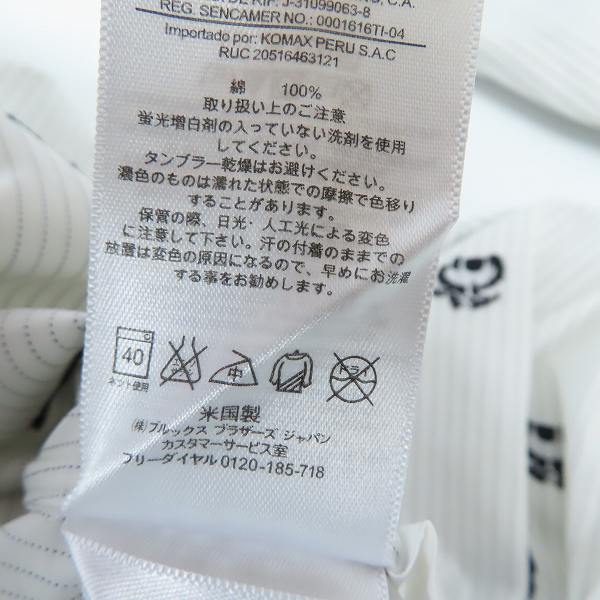 DE RIF: J-31099063-8
REG. SENCAMER NO.: 0001616TI-04
Importado por: KOMAX PERU S.A.C
RUC 20516463121
綿 100%
取り扱い上のご注意
蛍光増白剤の入っていない洗剤を使用
してください。
タンブラー乾燥はお避けください。
濃色のものは濡れた状態での摩擦で色移り
することがあります。
保管の際、日光・人工光による変色
に注意して下さい。汗の付着のままでの
放置は変色の原因になるので、早めにお洗濯
する事をお勧めします。
40 中 ドライ
ネット使用
米国製
㈱ブルックス ブラザーズ ジャパン
カスタマーサービス室
フリーダイヤル 0120-185-718